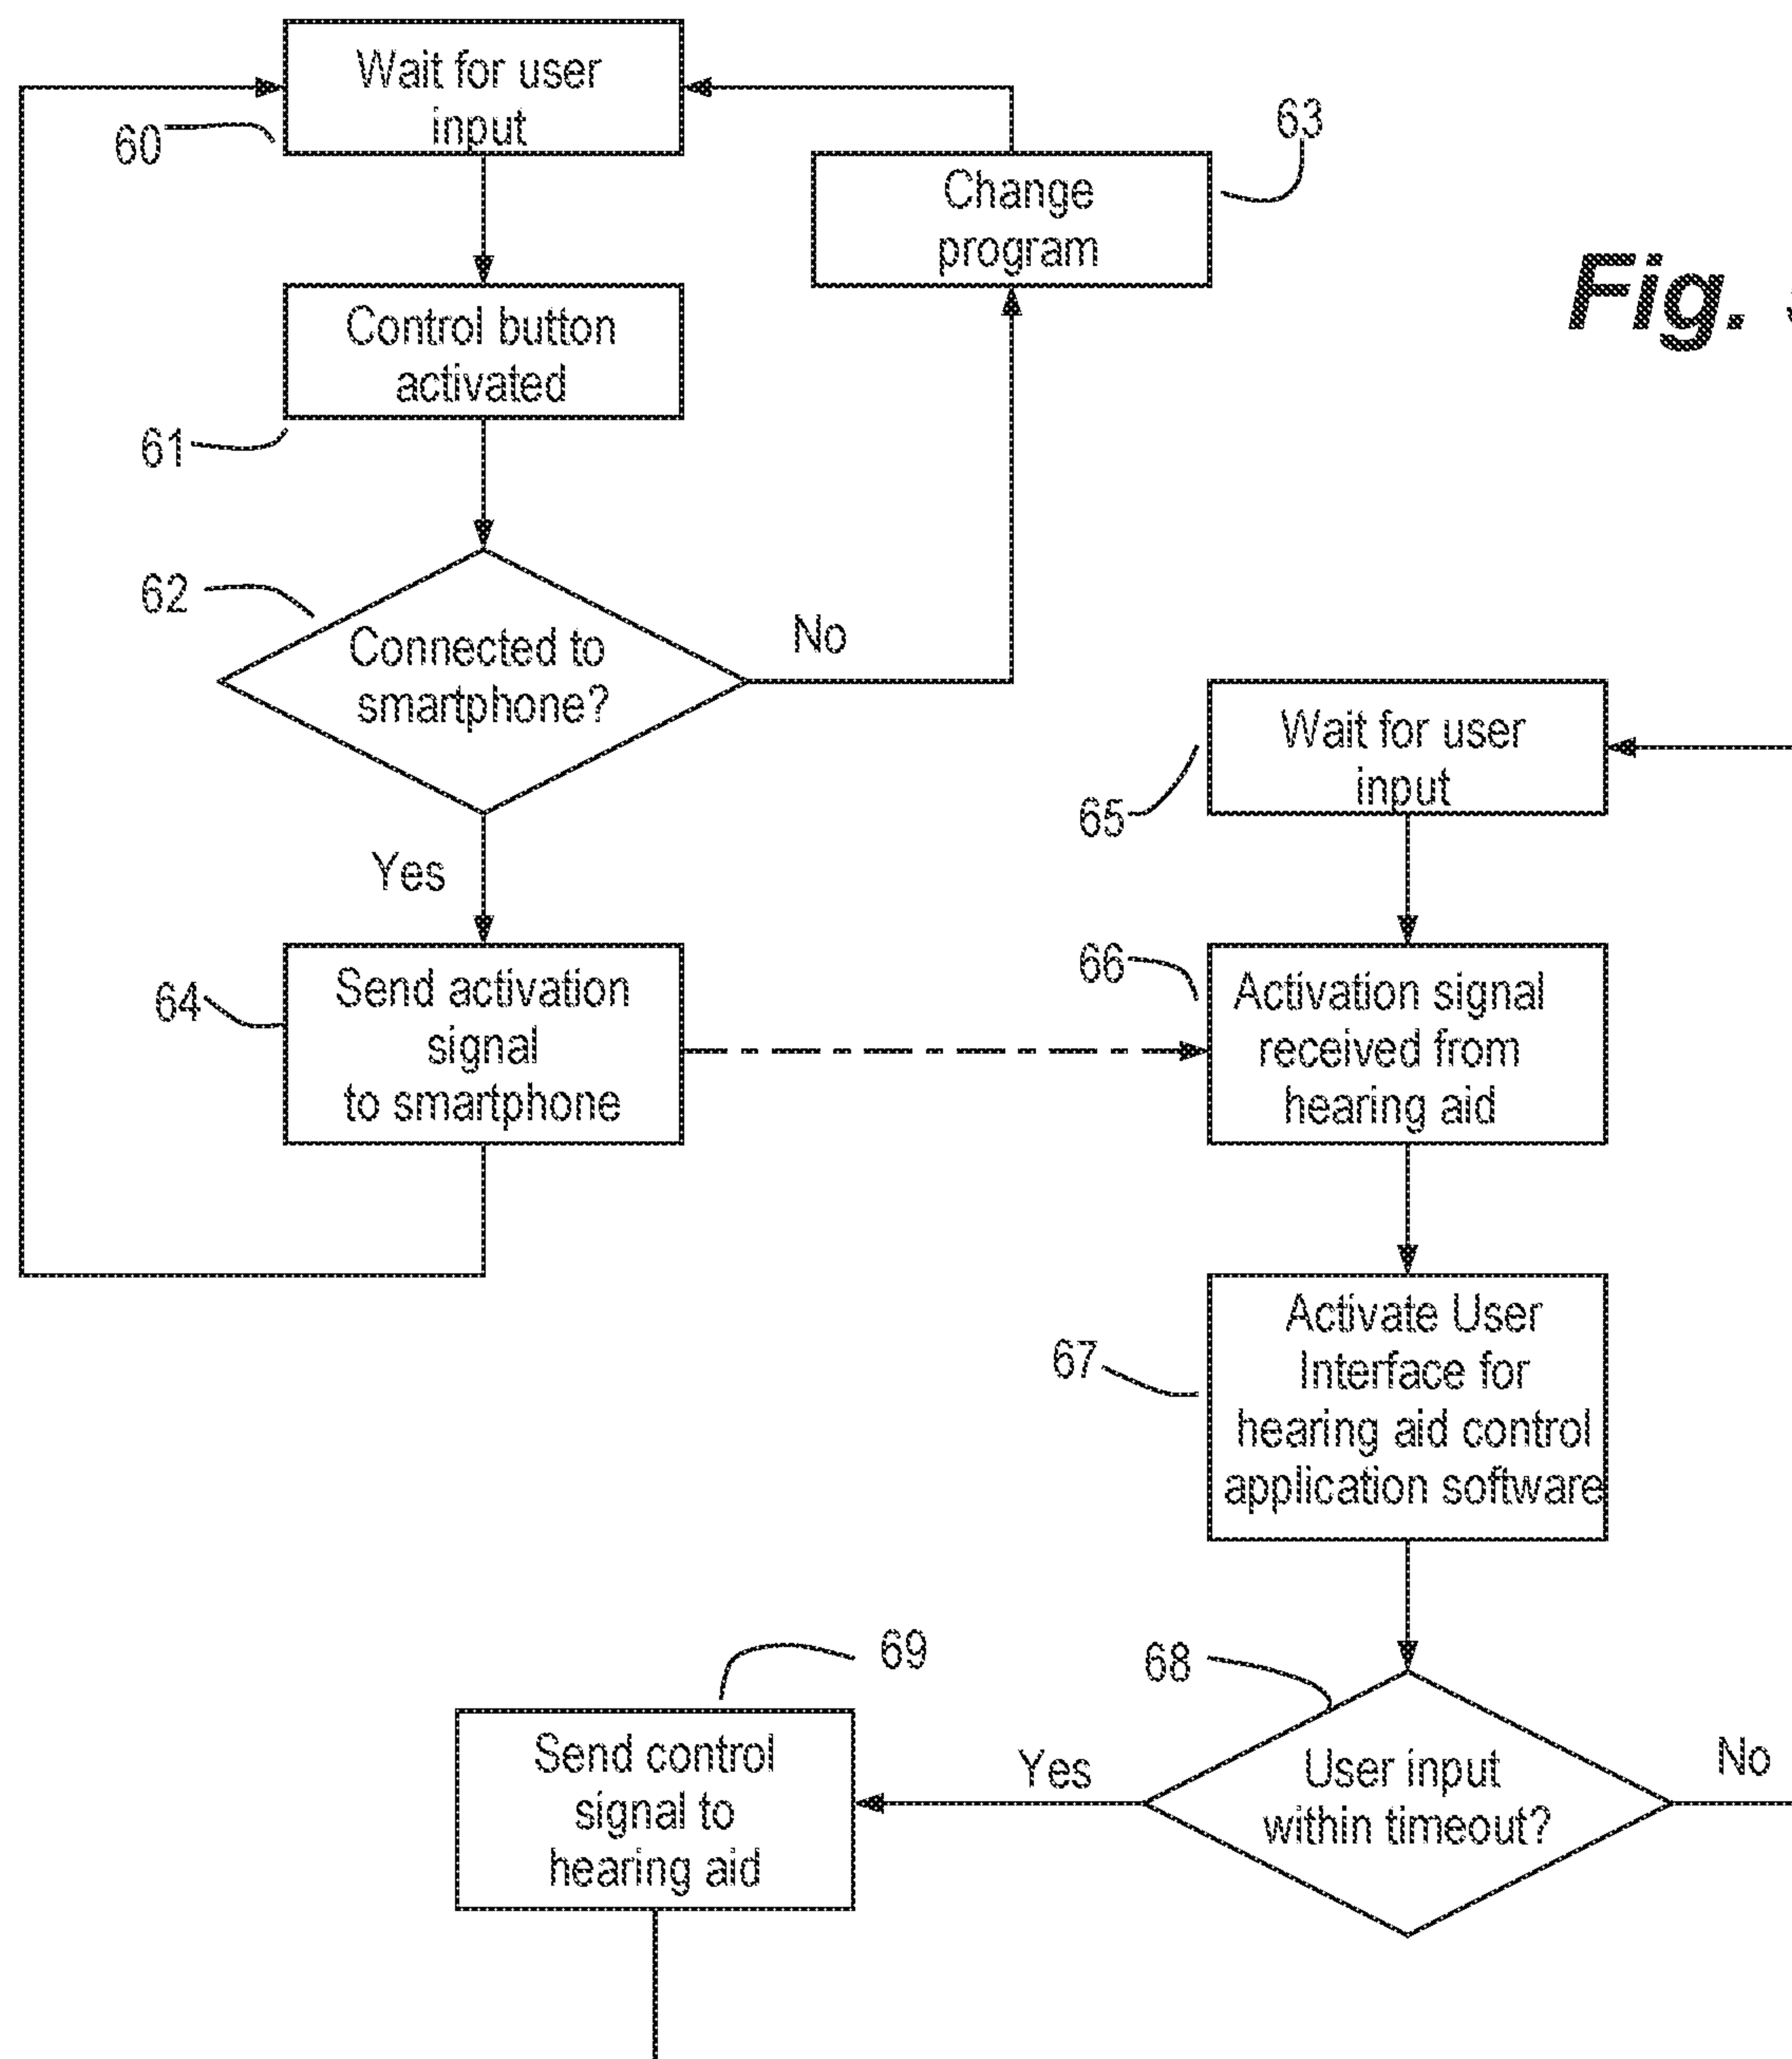 Wait for user
input
60
63
Change
program
Fig.
Control button
activated
61
62
Connected to
smartphone?
No
Wait for user
input
65
Yes
66
64
Send activation
signal
to smartphone
Activation signal
received from
hearing aid
67
Activate User
Interface for
hearing aid control
application software
69
68
Send control
signal to
hearing aid
Yes
User input
within timeout?
No